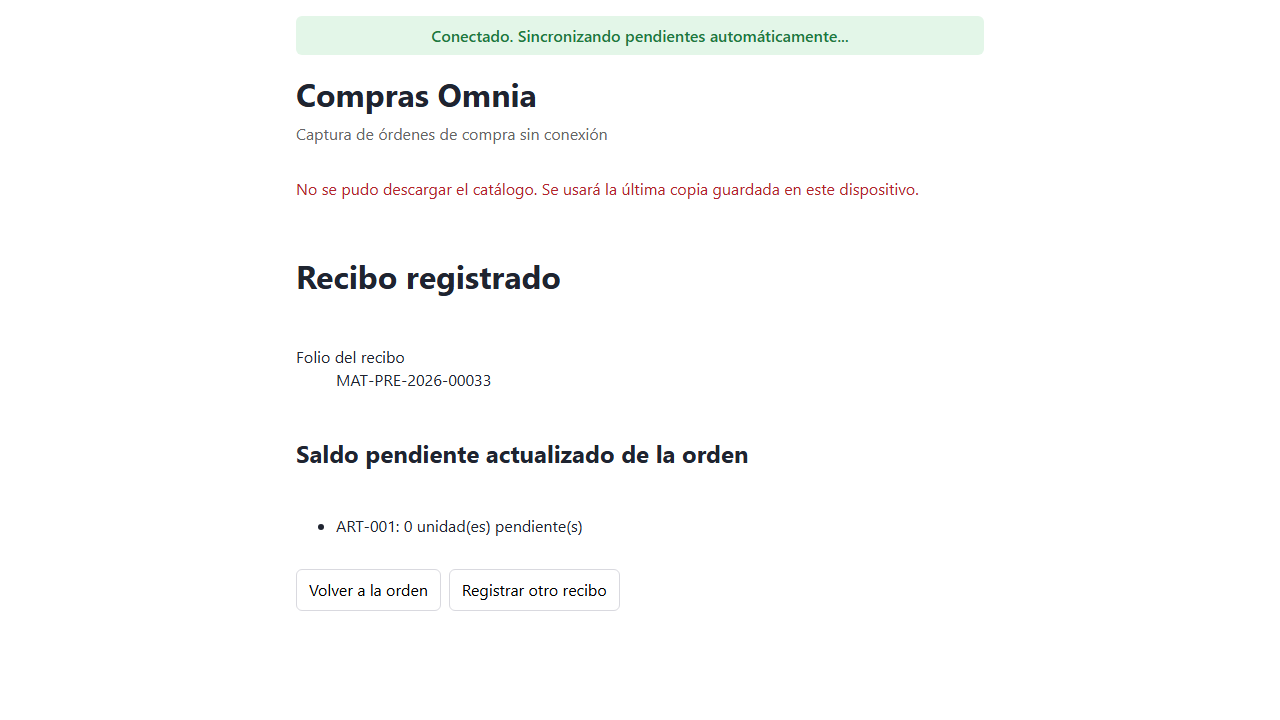 Conectado. Sincronizando pendientes automáticamente...
Compras Omnia
Captura de órdenes de compra sin conexión
No se pudo descargar el catálogo. Se usará la última copia guardada en este dispositivo.
Recibo registrado
Folio del recibo
MAT-PRE-2026-00033
Saldo pendiente actualizado de la orden
• ART-001: 0 unidad(es) pendiente(s)
Volver a la orden
Registrar otro recibo